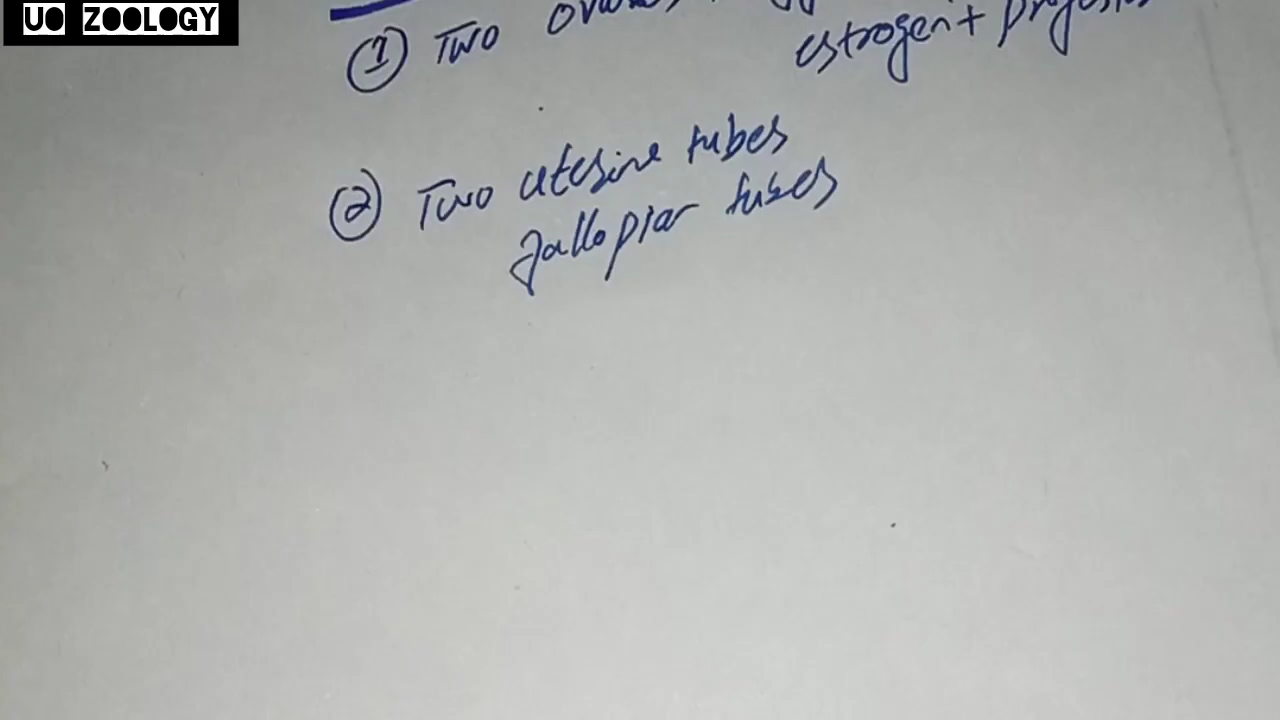 UO ZOOLOGY
① Two
estrogen +
② Two uterine tubes
fallopian tubes